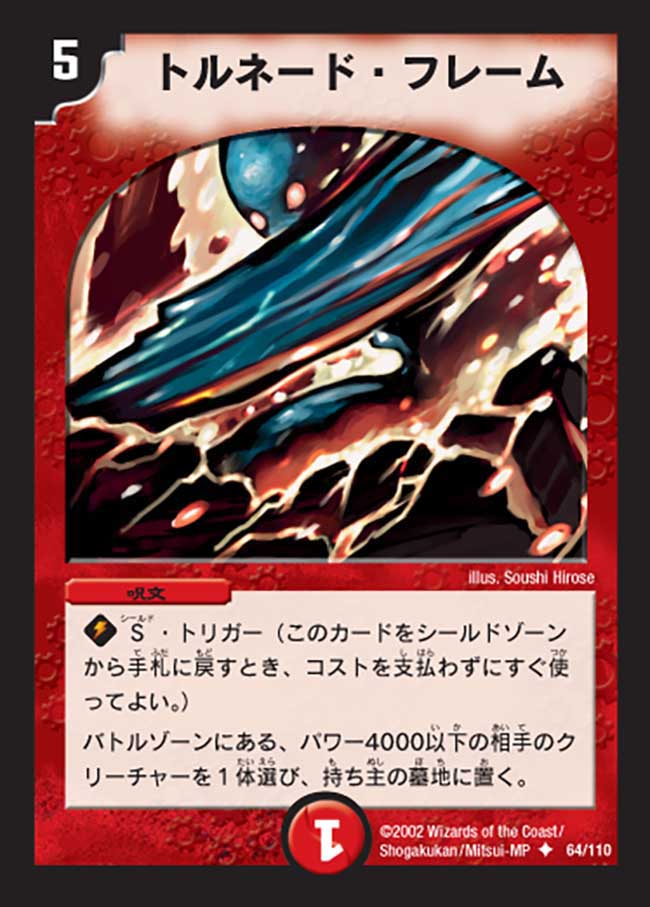 5
トルネード・フレーム
illus. Soushi Hirose
呪文
S・トリガー(このカードをシールドゾーン
から手札に戻すとき、コストを支払わずにすぐ使
ってよい。)
バトルゾーンにある、パワー4000以下の相手のク
リーチャーを1体選び、持ち主の墓地に置く。
©2002 Wizards of the Coast/
Shogakukan/Mitsui-MP 64/110